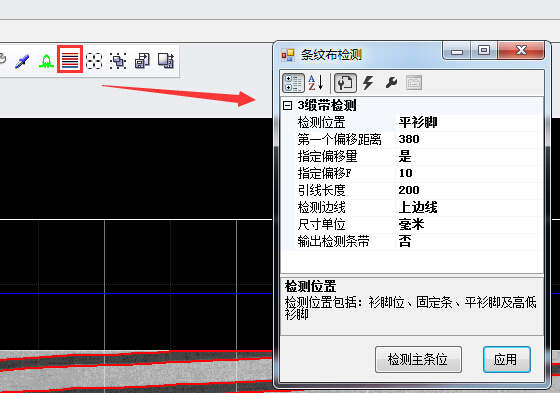 条纹布检测
3缎带检测
检测位置 平衫脚
第一个偏移距离 380
指定偏移量 是
指定偏移F 10
引线长度 200
检测边线 上边线
尺寸单位 毫米
输出检测条带 否
检测位置
检测位置包括：衫脚位、固定条、平衫脚及高低
衫脚
检测主条位 应用